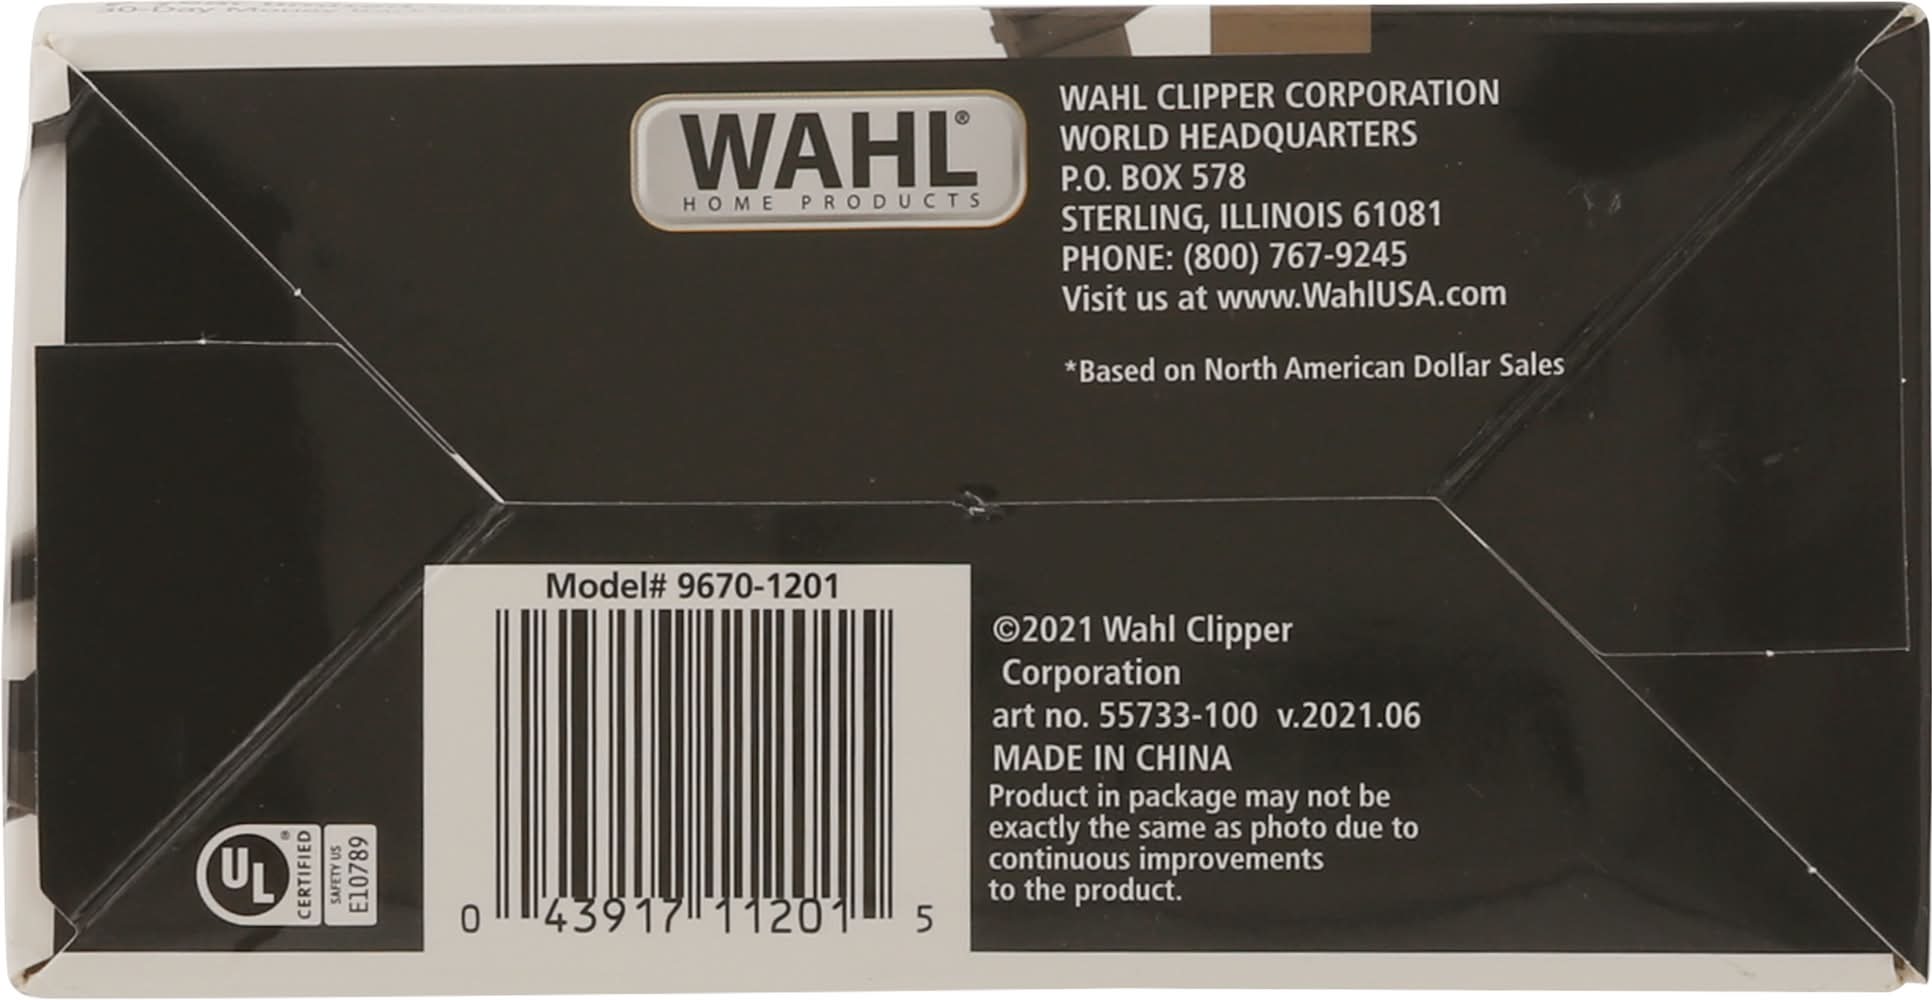 30-Day Money
WAHL®
HOME PRODUCTS
WAHL CLIPPER CORPORATION
WORLD HEADQUARTERS
P.O. BOX 578
STERLING, ILLINOIS 61081
PHONE: (800) 767-9245
Visit us at www.WahlUSA.com
*Based on North American Dollar Sales
Model# 9670-1201
0 43917 11201 5
©2021 Wahl Clipper
Corporation
art no. 55733-100 v.2021.06
MADE IN CHINA
Product in package may not be
exactly the same as photo due to
continuous improvements
to the product.
UL®
CERTIFIED
SAFETY US
E10789